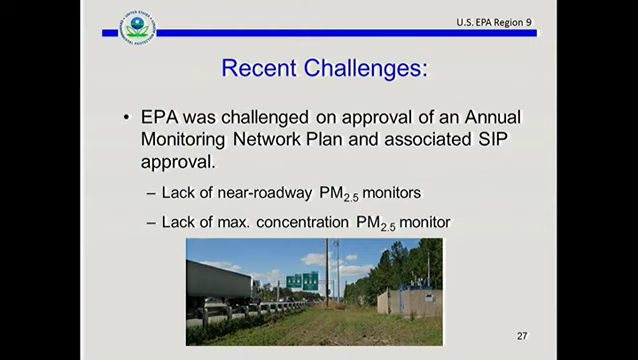 U.S. EPA Region 9
Recent Challenges:
• EPA was challenged on approval of an Annual
Monitoring Network Plan and associated SIP
approval.
– Lack of near-roadway PM2.5 monitors
– Lack of max. concentration PM2.5 monitor
27